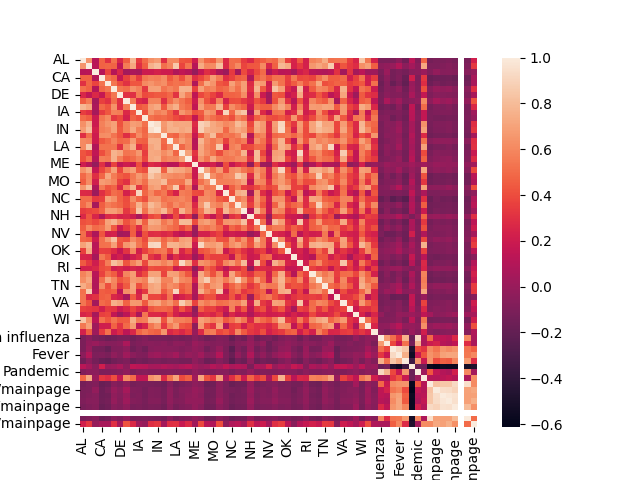 AL
CA
DE
IA
IN
LA
ME
MO
NC
NH
NV
OK
RI
TN
VA
WI
influenza
Fever
Pandemic
/mainpage
/mainpage
/mainpage
AL
CA
DE
IA
IN
LA
ME
MO
NC
NH
NV
OK
RI
TN
VA
WI
uenza
Fever
demic
npage
npage
npage
1.0
0.8
0.6
0.4
0.2
0.0
−0.2
−0.4
−0.6